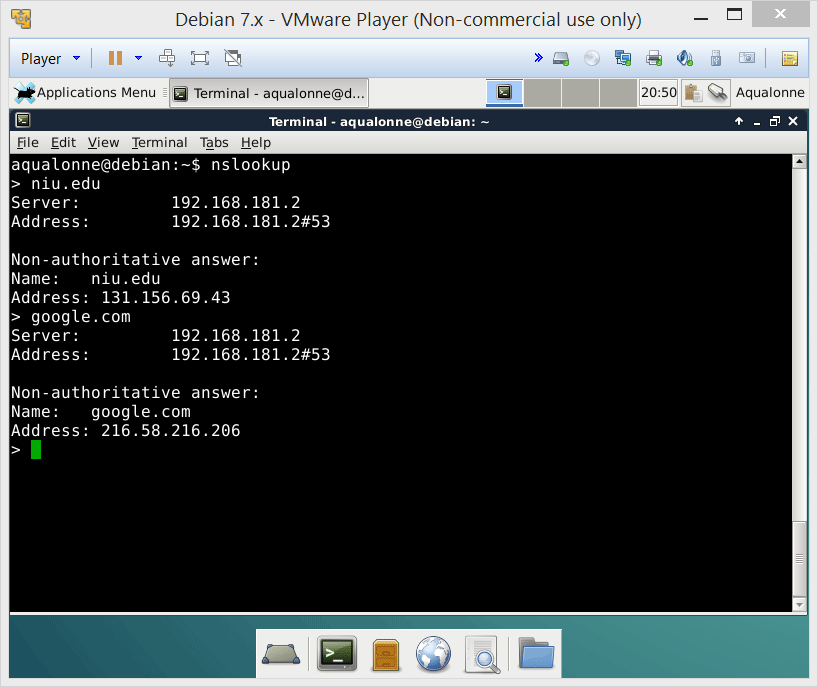 Debian 7.x - VMware Player (Non-commercial use only)
Player
Applications Menu Terminal - aqualonne@d... 20:50 Aqualonne
Terminal - aqualonne@debian: ~
File Edit View Terminal Tabs Help
aqualonne@debian:~$ nslookup
> niu.edu
Server: 192.168.181.2
Address: 192.168.181.2#53
Non-authoritative answer:
Name: niu.edu
Address: 131.156.69.43
> google.com
Server: 192.168.181.2
Address: 192.168.181.2#53
Non-authoritative answer:
Name: google.com
Address: 216.58.216.206
>